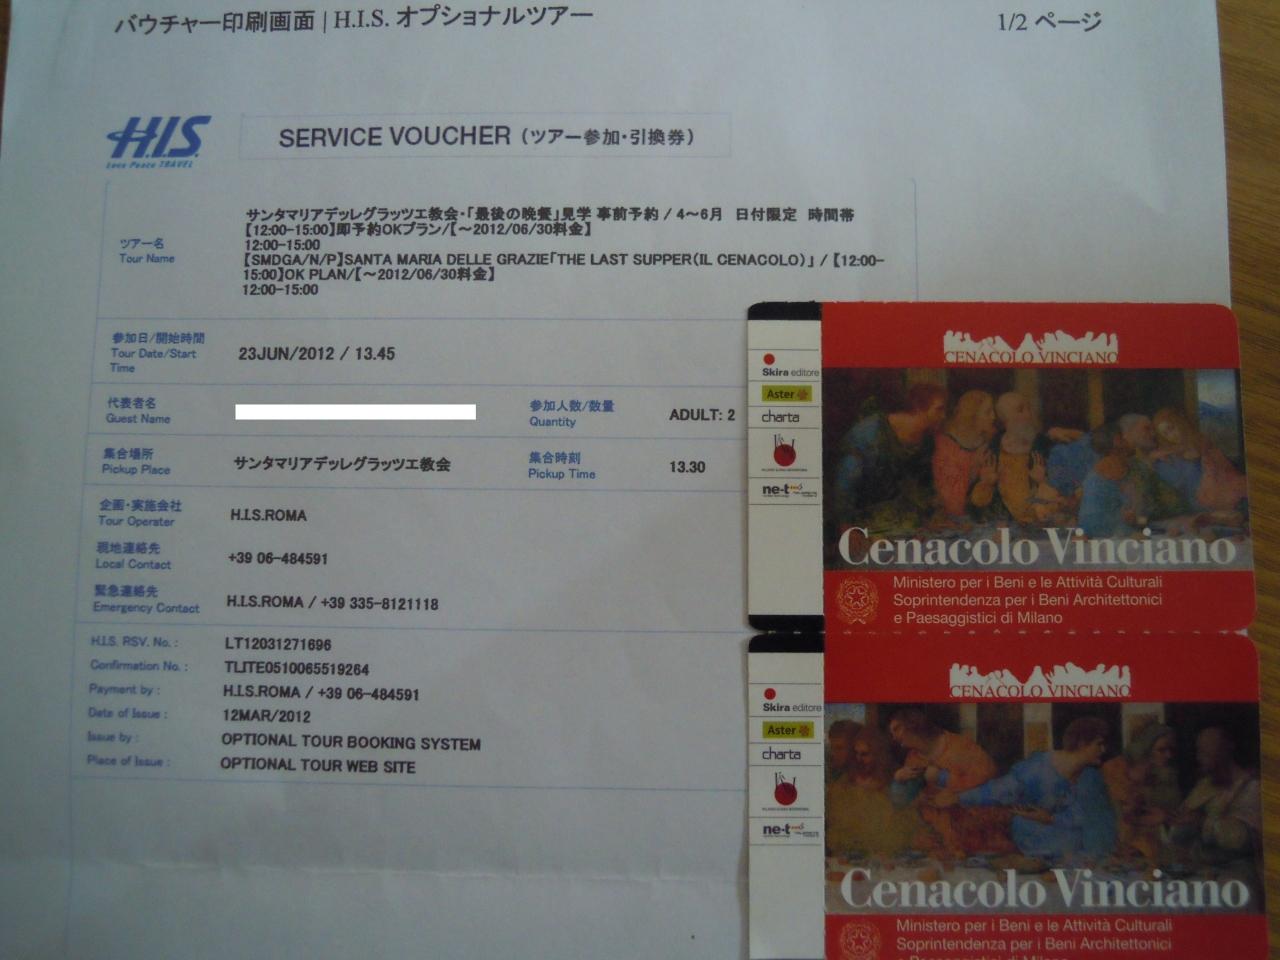 バウチャー印刷画面 | H.I.S. オプショナルツアー
1/2 ページ
H.I.S.
Love Peace TRAVEL
SERVICE VOUCHER (ツアー参加・引換券)
ツアー名
Tour Name
サンタマリアデッレグラッツエ教会・「最後の晩餐」見学 事前予約 / 4～6月 日付限定 時間帯
【12:00-15:00】即予約OKプラン/【～2012/06/30料金】
12:00-15:00
【SMDGA/N/P】SANTA MARIA DELLE GRAZIE「THE LAST SUPPER(IL CENACOLO)」 / 【12:00-
15:00】OK PLAN/【～2012/06/30料金】
12:00-15:00
参加日/開始時間
Tour Date/Start
Time
23JUN/2012 / 13.45
代表者名
Guest Name
参加人数/数量
Quantity
ADULT: 2
集合場所
Pickup Place
サンタマリアデッレグラッツエ教会
集合時刻
Pickup Time
13.30
企画・実施会社
Tour Operater
H.I.S.ROMA
現地連絡先
Local Contact
+39 06-484591
緊急連絡先
Emergency Contact
H.I.S.ROMA / +39 335-8121118
H.I.S. RSV. No. :
LT12031271696
Confirmation No. :
TLITE0510065519264
Payment by :
H.I.S.ROMA / +39 06-484591
Date of Issue :
12MAR/2012
Issue by :
OPTIONAL TOUR BOOKING SYSTEM
Place of Issue :
OPTIONAL TOUR WEB SITE
Skira editore
Aster
charta
ne-t
CENACOLO VINCIANO
Cenacolo Vinciano
Ministero per i Beni e le Attività Culturali
Soprintendenza per i Beni Architettonici
e Paesaggistici di Milano
Skira editore
Aster
charta
ne-t
CENACOLO VINCIANO
Cenacolo Vinciano
Ministero per i Beni e le Attività Culturali
Soprintendenza per i Beni Architettonici
e Paesaggistici di Milano